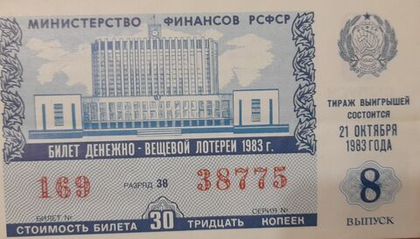 МИНИСТЕРСТВО ФИНАНСОВ РСФСР
ТИРАЖ ВЫИГРЫШЕЙ
СОСТОИТСЯ
21 ОКТЯБРЯ
1983 ГОДА
БИЛЕТ ДЕНЕЖНО-ВЕЩЕВОЙ ЛОТЕРЕИ 1983 г.
169 РАЗРЯД 38 38775
БИЛЕТ № СЕРИЯ №
СТОИМОСТЬ БИЛЕТА 30 ТРИДЦАТЬ КОПЕЕК
8
ВЫПУСК